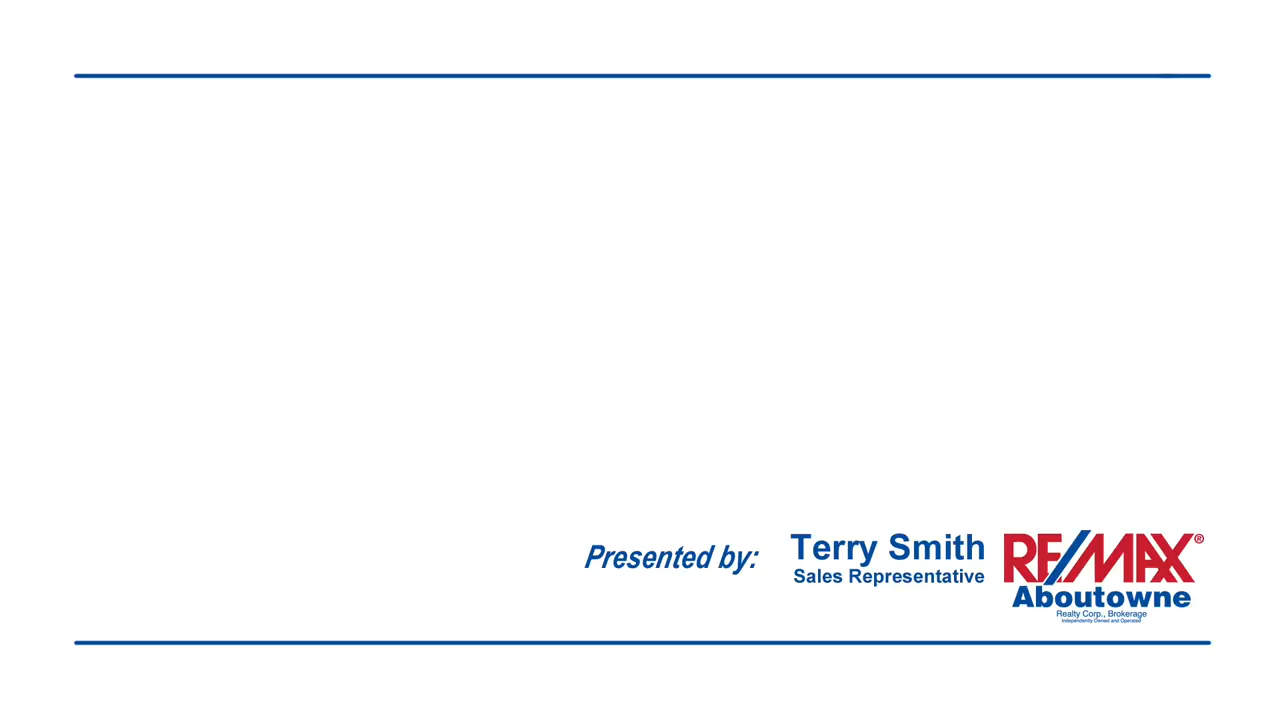 Presented by:
Terry Smith
Sales Representative
RE/MAX®
Aboutowne
Realty Corp., Brokerage
Independently Owned and Operated